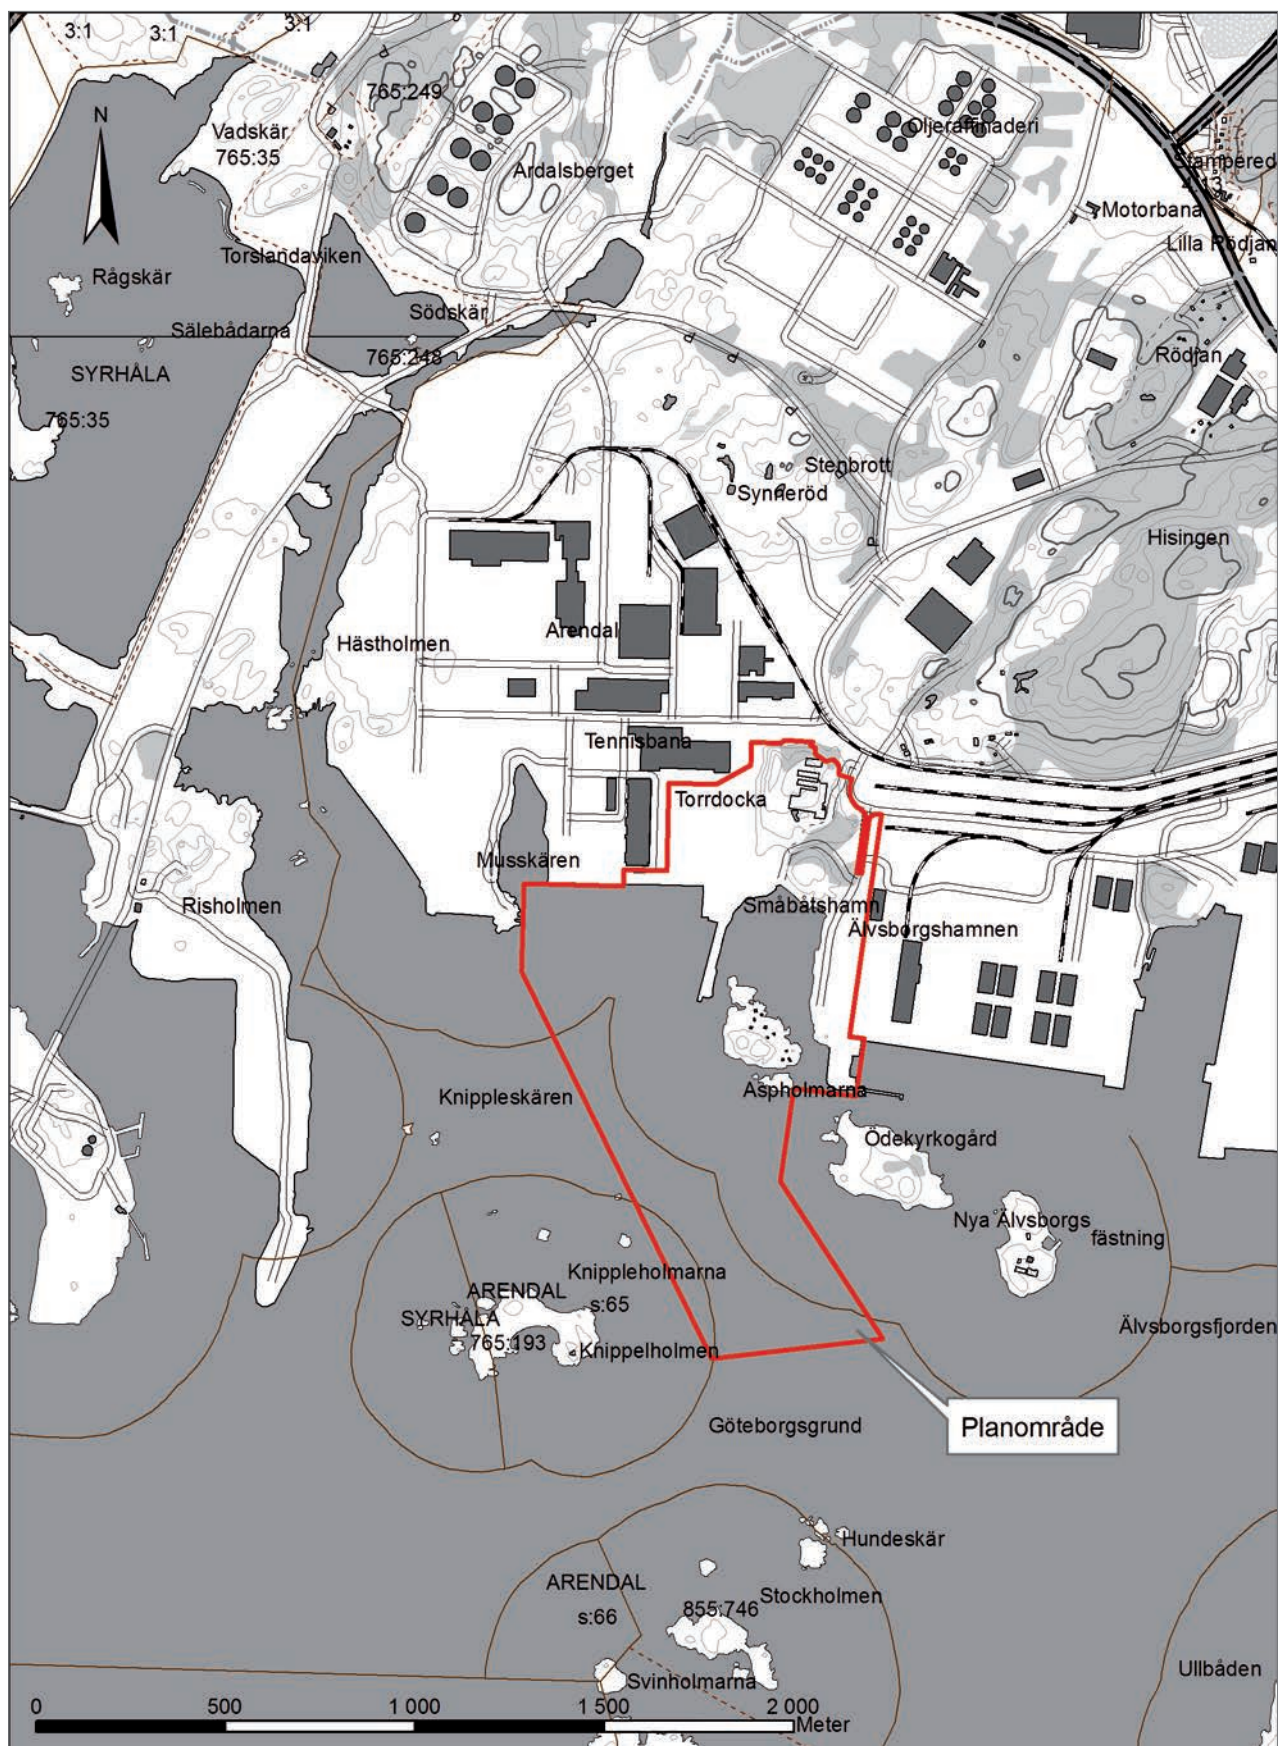 3:1
3:1
3:1
765:249
Vadskär
765:35
N
Oljeraffinaderi
Ardalsberget
Stampered
13
Motorbana
Lilla Rödjan
Torslandaviken
Rågskär
Södskär
Sälebådarna
765:248
Rödjan
SYRHÅLA
765:35
Stenbrott
Synneröd
P
Hisingen
Hästholmen
Arendal
Tennisbana
Torrdocka
Musskären
Risholmen
Småbåtshamn
Älvsborgshamnen
Knippleskären
Aspholmarna
Ödekyrkogård
Nya Älvsborgs
fästning
Knippleholmarna
ARENDAL
s:65
SYRHÅLA
765:193
Knippelholmen
Älvsborgsfjorden
Göteborgsgrund
Planområde
Hundeskär
ARENDAL
s:66
Stockholmen
855:746
Svinholmarna
Ullbåden
0 500 1 000 1 500 2 000
Meter